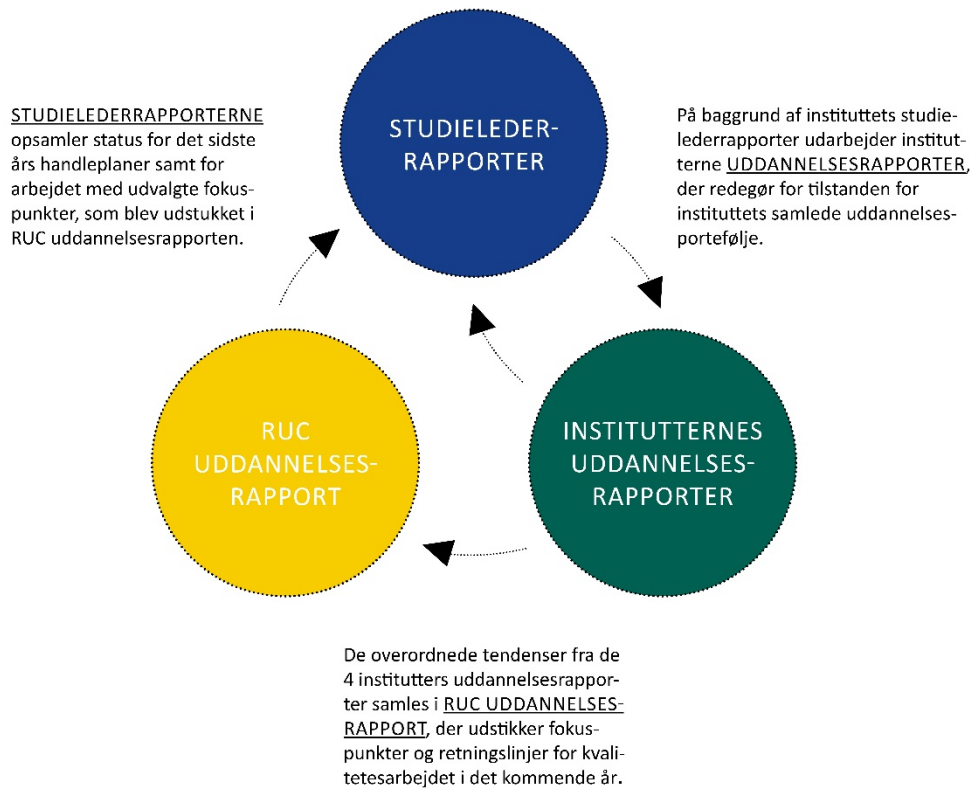 STUDIELEDER-
RAPPORTER
STUDIELEDERRAPPORTERNE
opsamler status for det sidste
års handleplaner samt for
arbejdet med udvalgte fokus-
punkter, som blev udstukket i
RUC uddannelsesrapporten.
På baggrund af instituttets studie-
lederrapporter udarbejder institut-
terne UDDANNELSESRAPPORTER,
der redegør for tilstanden for
instituttets samlede uddannelses-
portefølje.
RUC
UDDANNELSES-
RAPPORT
INSTITUTTERNES
UDDANNELSES-
RAPPORTER
De overordnede tendenser fra de
4 institutters uddannelsesrappor-
ter samles i RUC UDDANNELSES-
RAPPORT, der udstikker fokus-
punkter og retningslinjer for kvali-
tetesarbejdet i det kommende år.